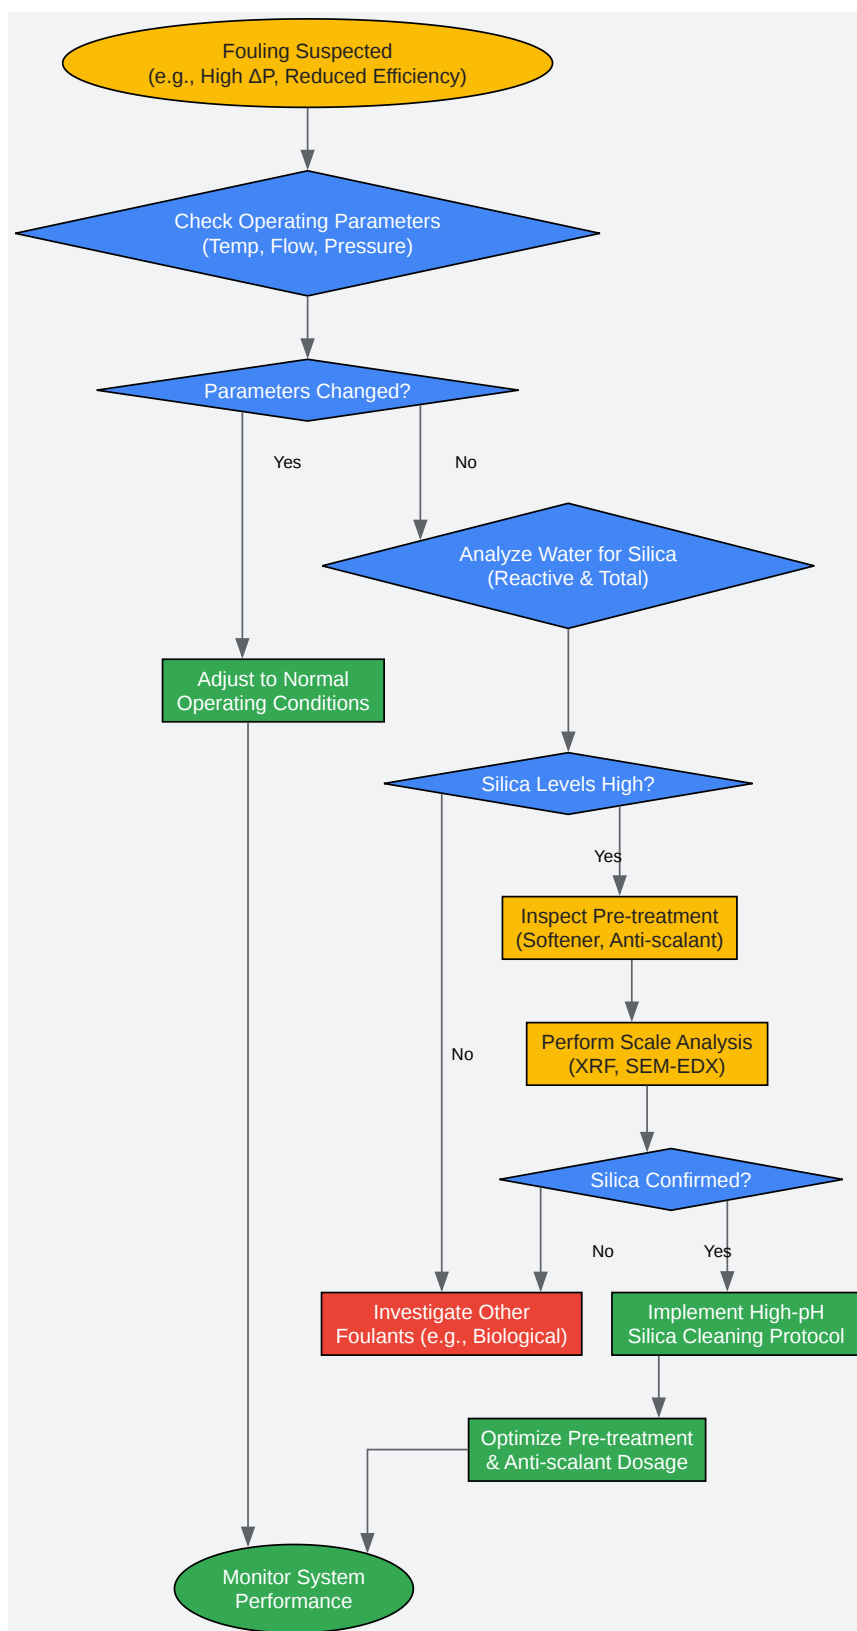 Fouling Suspected
(e.g., High ΔP, Reduced Efficiency)
Check Operating Parameters
(Temp, Flow, Pressure)
Parameters Changed?
Yes
No
Analyze Water for Silica
(Reactive & Total)
Adjust to Normal
Operating Conditions
Silica Levels High?
Yes
Inspect Pre-treatment
(Softener, Anti-scalant)
No
Perform Scale Analysis
(XRF, SEM-EDX)
Silica Confirmed?
No
Yes
Investigate Other
Foulants (e.g., Biological)
Implement High-pH
Silica Cleaning Protocol
Optimize Pre-treatment
& Anti-scalant Dosage
Monitor System
Performance